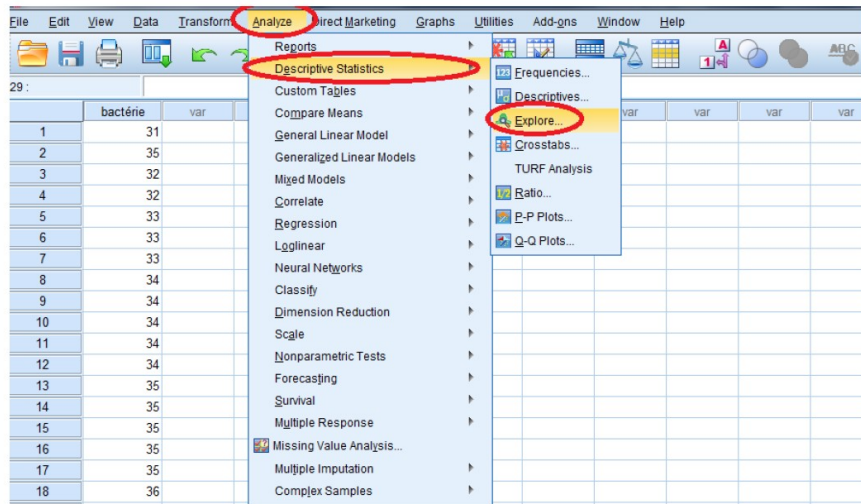 File Edit View Data Transform Analyze Direct Marketing Graphs Utilities Add-ons Window Help
29 :
bactérie var var var var var
1 31
2 35
3 32
4 32
5 33
6 33
7 33
8 34
9 34
10 34
11 34
12 34
13 35
14 35
15 35
16 35
17 35
18 36
Reports
Descriptive Statistics
Custom Tables
Compare Means
General Linear Model
Generalized Linear Models
Mixed Models
Correlate
Regression
Loglinear
Neural Networks
Classify
Dimension Reduction
Scale
Nonparametric Tests
Forecasting
Survival
Multiple Response
Missing Value Analysis...
Multiple Imputation
Complex Samples
123 Frequencies...
Descriptives...
Explore...
Crosstabs...
TURF Analysis
1/2 Ratio...
P-P Plots...
Q-Q Plots...